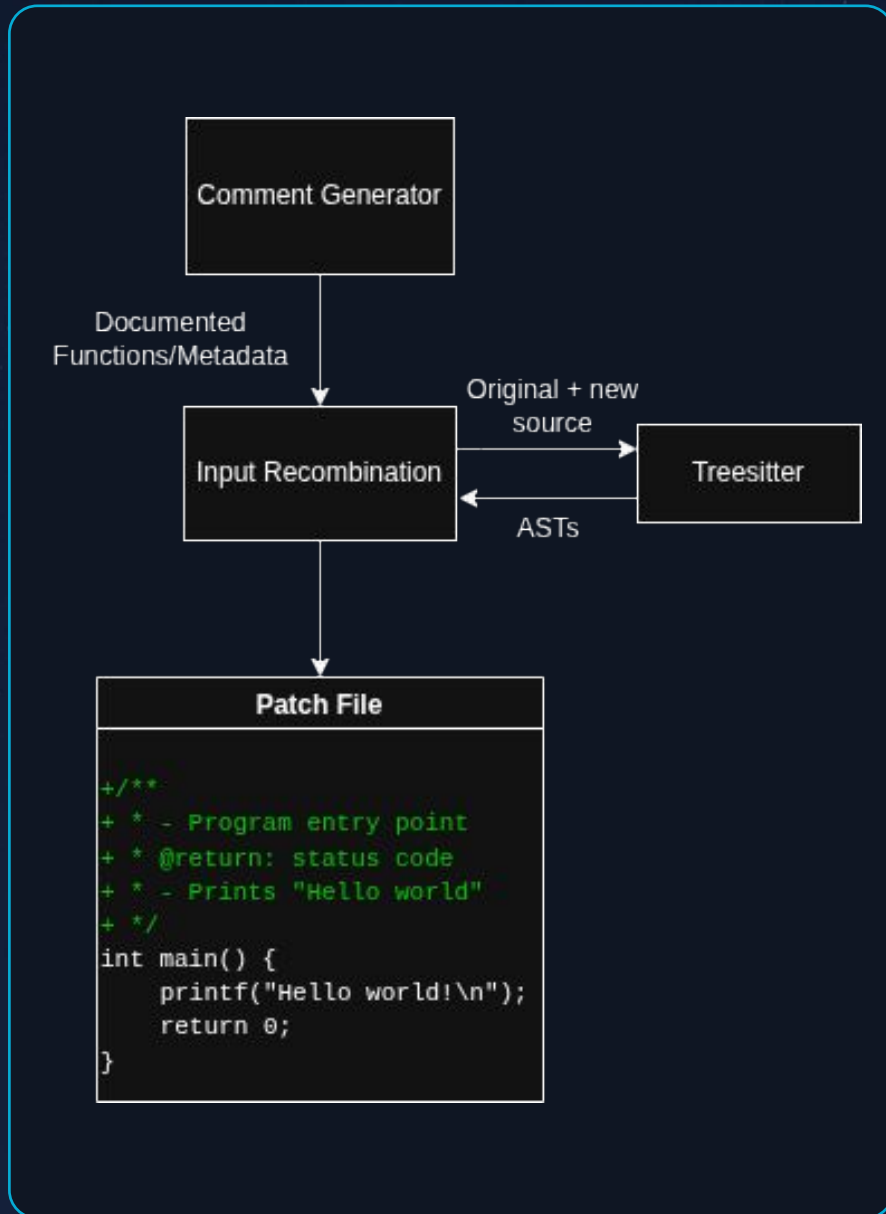 Comment Generator
Documented
Functions/Metadata
Original + new
source
Input Recombination
Treesitter
ASTs
Patch File
+/**
+ * - Program entry point
+ * @return: status code
+ * - Prints "Hello world"
+ */
int main() {
    printf("Hello world!\n");
    return 0;
}